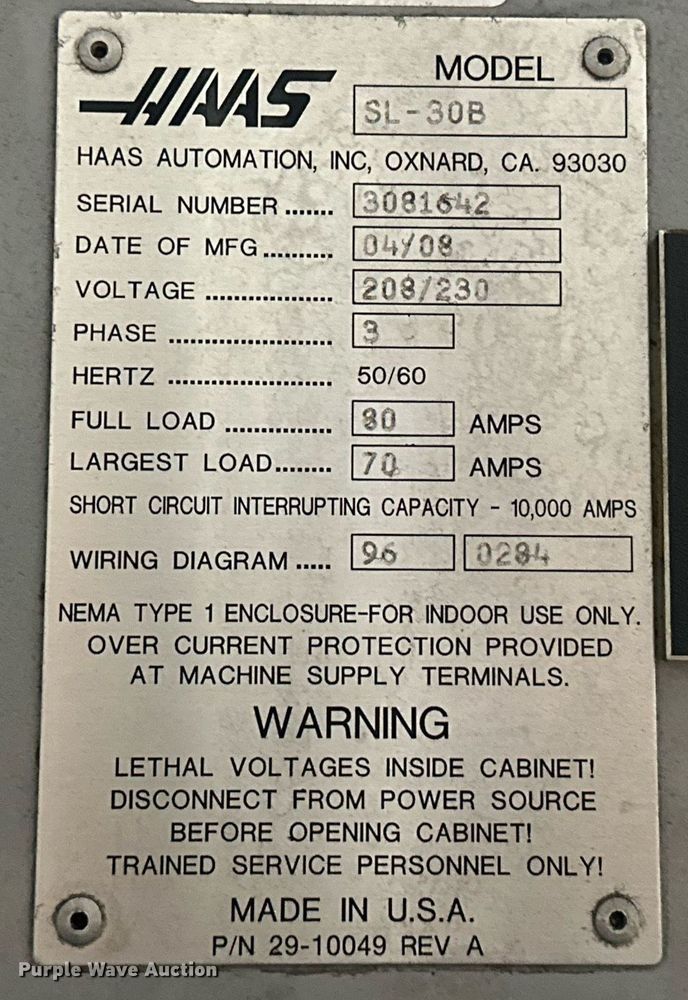 HAAS
MODEL
SL-30B
HAAS AUTOMATION, INC, OXNARD, CA. 93030
SERIAL NUMBER ....... 3081642
DATE OF MFG .......... 04/08
VOLTAGE .................. 208/230
PHASE ....................... 3
HERTZ ....................... 50/60
FULL LOAD ............... 80 AMPS
LARGEST LOAD........ 70 AMPS
SHORT CIRCUIT INTERRUPTING CAPACITY - 10,000 AMPS
WIRING DIAGRAM ..... 96 0284
NEMA TYPE 1 ENCLOSURE-FOR INDOOR USE ONLY.
OVER CURRENT PROTECTION PROVIDED
AT MACHINE SUPPLY TERMINALS.
WARNING
LETHAL VOLTAGES INSIDE CABINET!
DISCONNECT FROM POWER SOURCE
BEFORE OPENING CABINET!
TRAINED SERVICE PERSONNEL ONLY!
MADE IN U.S.A.
P/N 29-10049 REV A
Purple Wave Auction